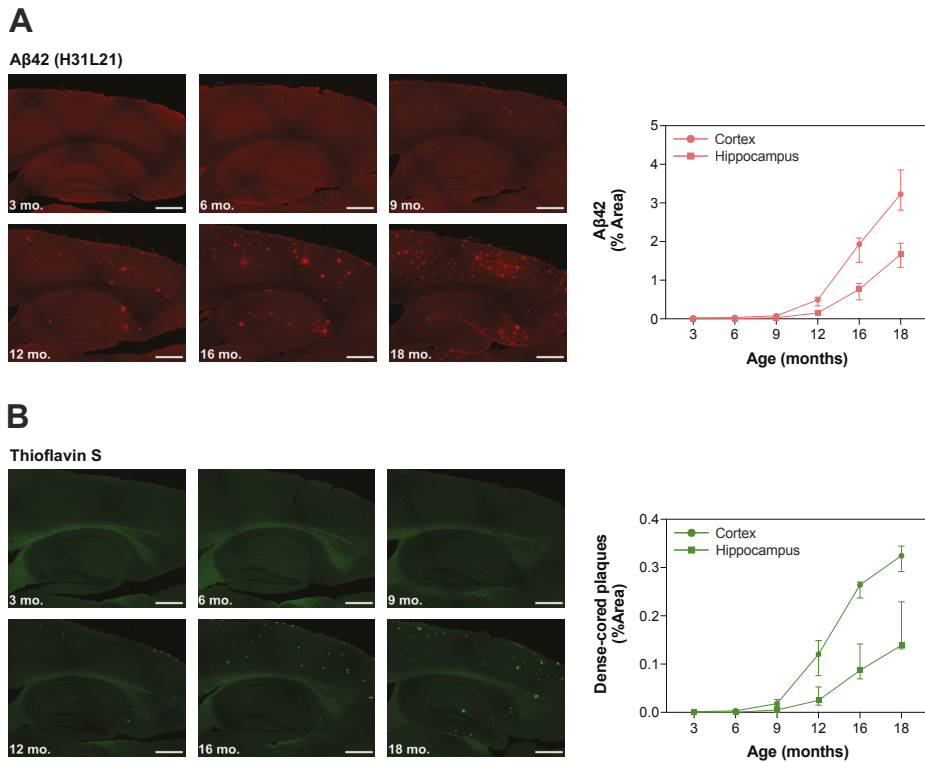 A
Aβ42 (H31L21)
3 mo.
6 mo.
9 mo.
12 mo.
16 mo.
18 mo.
Aβ42
(% Area)
5
4
3
2
1
0
Cortex
Hippocampus
3 6 9 12 16 18
Age (months)
B
Thioflavin S
3 mo.
6 mo.
9 mo.
12 mo.
16 mo.
18 mo.
Dense-cored plaques
(%Area)
0.4
0.3
0.2
0.1
0.0
Cortex
Hippocampus
3 6 9 12 16 18
Age (months)